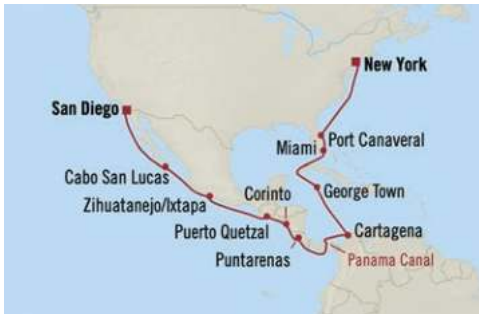 New York
San Diego
Port Canaveral
Miami
Cabo San Lucas
George Town
Corinto
Zihuatanejo/Ixtapa
Puerto Quetzal
Cartagena
Puntarenas
Panama Canal